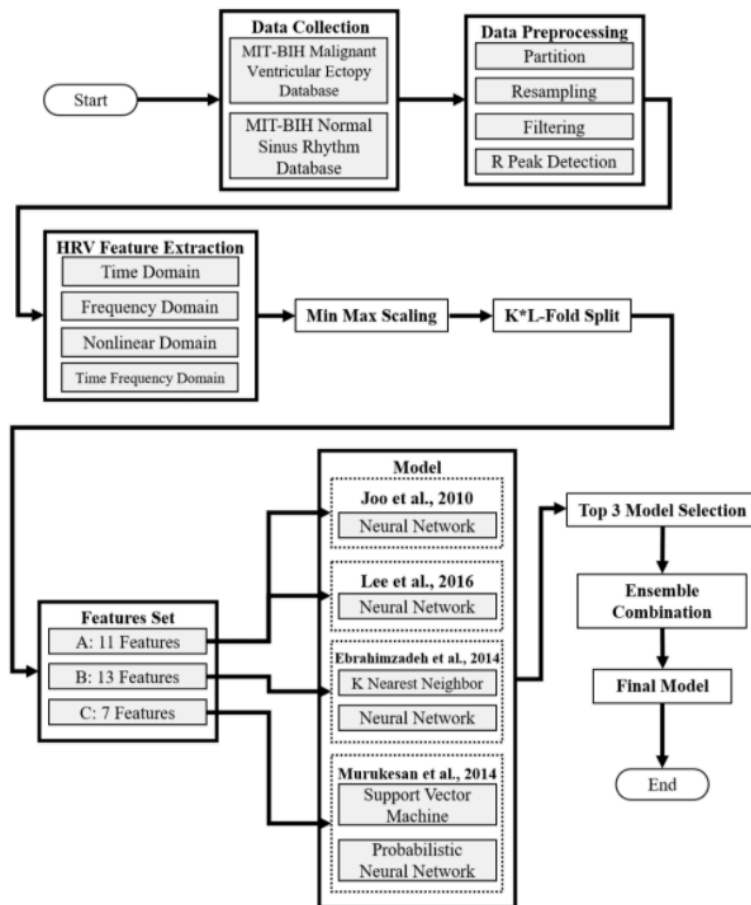 Start
Data Collection
MIT-BIH Malignant
Ventricular Ectopy
Database
MIT-BIH Normal
Sinus Rhythm
Database
Data Preprocessing
Partition
Resampling
Filtering
R Peak Detection
HRV Feature Extraction
Time Domain
Frequency Domain
Nonlinear Domain
Time Frequency Domain
Min Max Scaling
K*L-Fold Split
Features Set
A: 11 Features
B: 13 Features
C: 7 Features
Model
Joo et al., 2010
Neural Network
Lee et al., 2016
Neural Network
Ebrahimzadeh et al., 2014
K Nearest Neighbor
Neural Network
Murukesan et al., 2014
Support Vector
Machine
Probabilistic
Neural Network
Top 3 Model Selection
Ensemble
Combination
Final Model
End